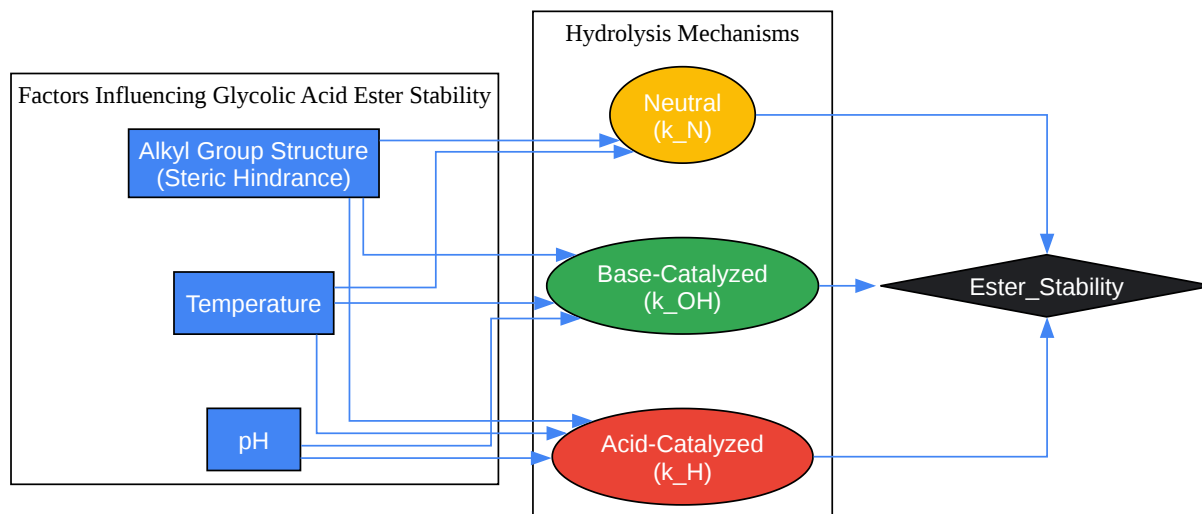 Factors Influencing Glycolic Acid Ester Stability
Alkyl Group Structure
(Steric Hindrance)
Temperature
pH
Hydrolysis Mechanisms
Neutral
(k_N)
Base-Catalyzed
(k_OH)
Acid-Catalyzed
(k_H)
Ester_Stability